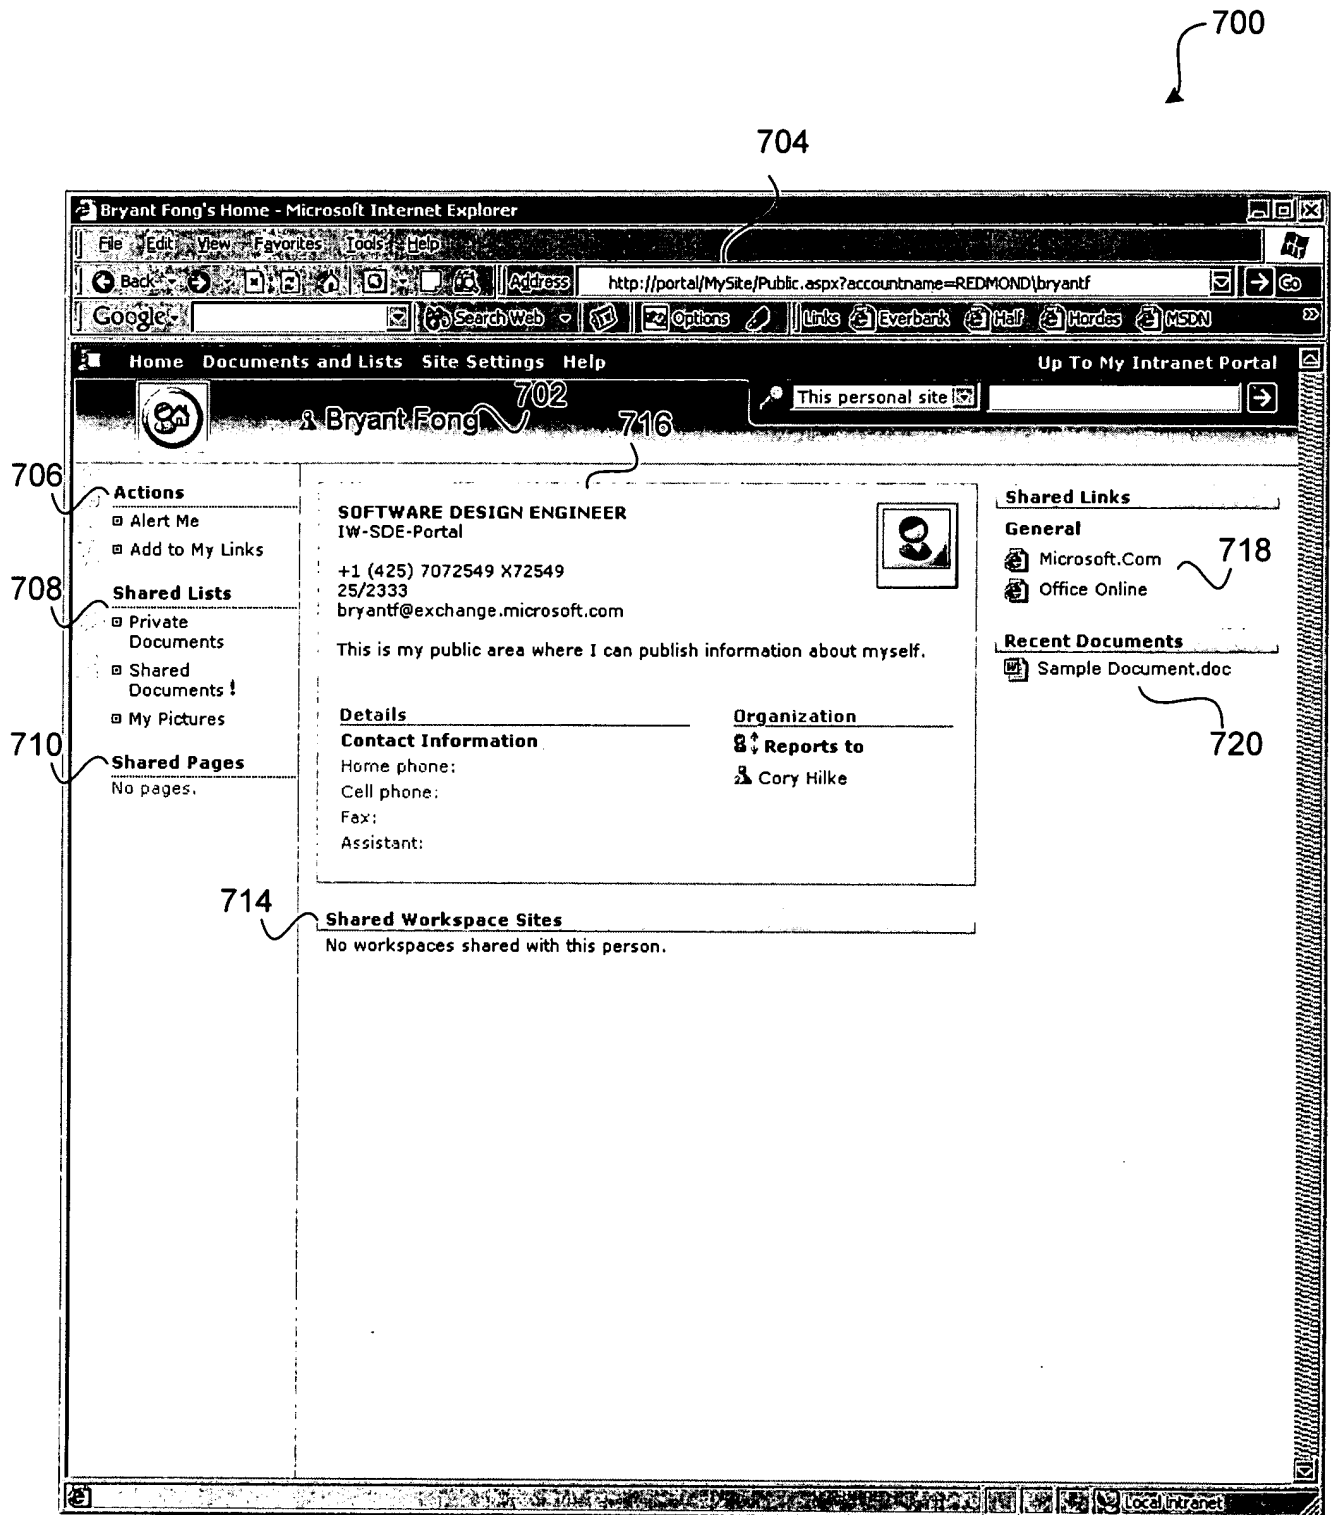 700
704
Bryant Fong's Home - Microsoft Internet Explorer
File Edit View Favorites Tools Help
Back Address http://portal/MySite/Public.aspx?accountname=REDMOND\bryantf Go
Google Search Web Options Links Everbank Half Hordes MSDN »
Home Documents and Lists Site Settings Help Up To My Intranet Portal
Bryant Fong 702 This personal site
716
706
Actions
Alert Me
Add to My Links
708
Shared Lists
Private
Documents
Shared
Documents !
My Pictures
710
Shared Pages
No pages.
SOFTWARE DESIGN ENGINEER
IW-SDE-Portal
+1 (425) 7072549 X72549
25/2333
bryantf@exchange.microsoft.com
This is my public area where I can publish information about myself.
Details
Contact Information
Home phone:
Cell phone:
Fax:
Assistant:
Organization
Reports to
Cory Hilke
714
Shared Workspace Sites
No workspaces shared with this person.
Shared Links
General
Microsoft.Com
718
Office Online
Recent Documents
Sample Document.doc
720
Local intranet